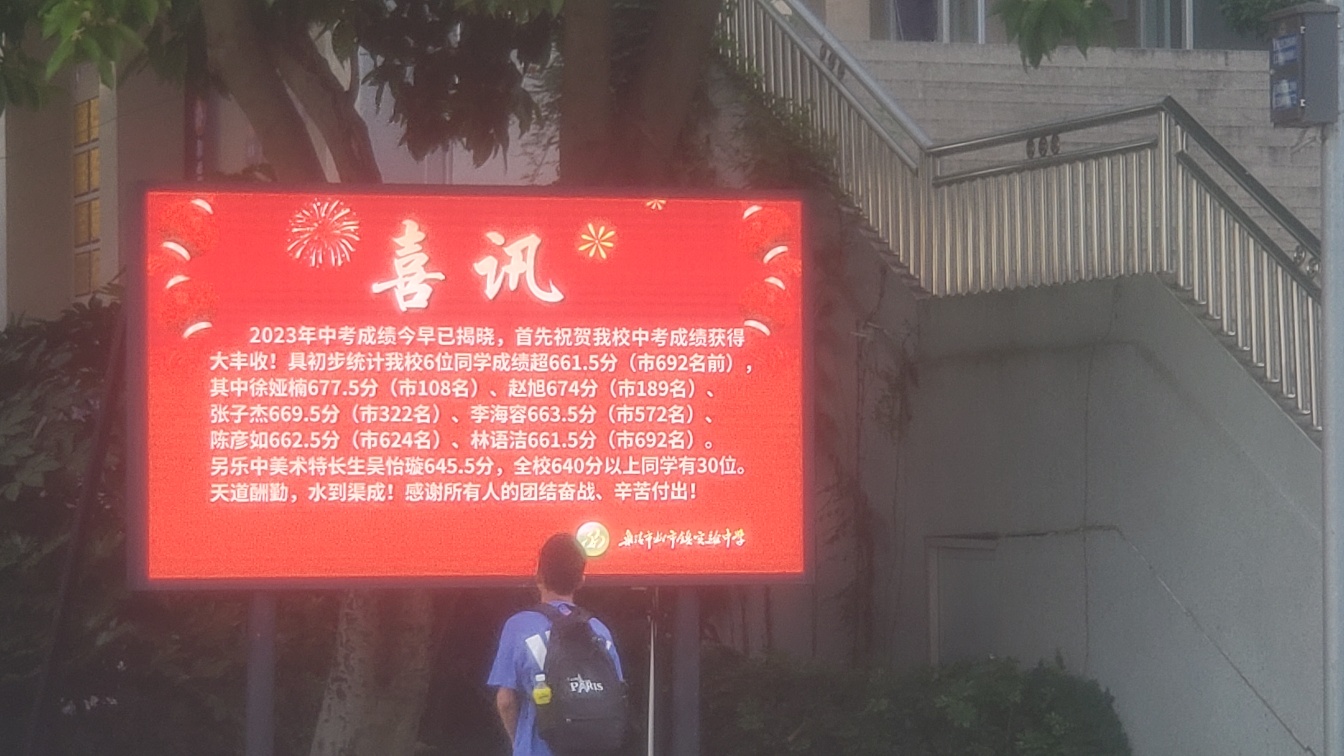 喜讯
2023年中考成绩今早已揭晓，首先祝贺我校中考成绩获得
大丰收！具初步统计我校6位同学成绩超661.5分（市692名前），
其中徐娅楠677.5分（市108名）、赵旭674分（市189名）、
张子杰669.5分（市322名）、李海容663.5分（市572名）、
陈彦如662.5分（市624名）、林语洁661.5分（市692名）。
另乐中美术特长生吴怡璇645.5分，全校640分以上同学有30位。
天道酬勤，水到渠成！感谢所有人的团结奋战、辛苦付出！
PARIS